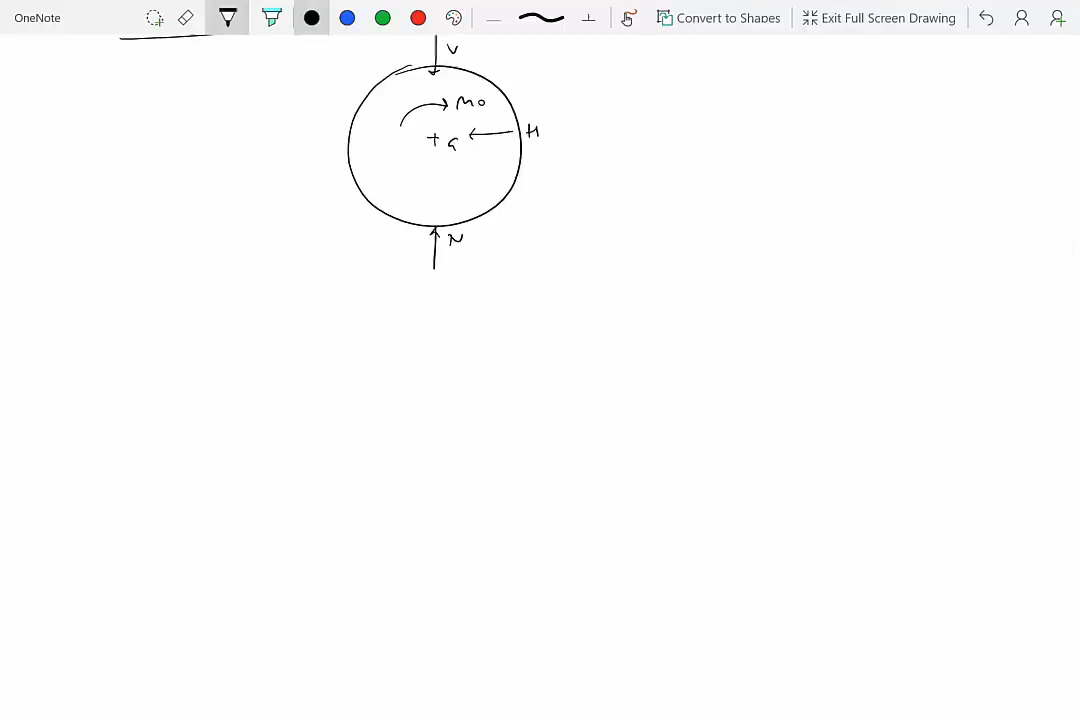 OneNote
Convert to Shapes
Exit Full Screen Drawing
V
Mo
+ G
H
N